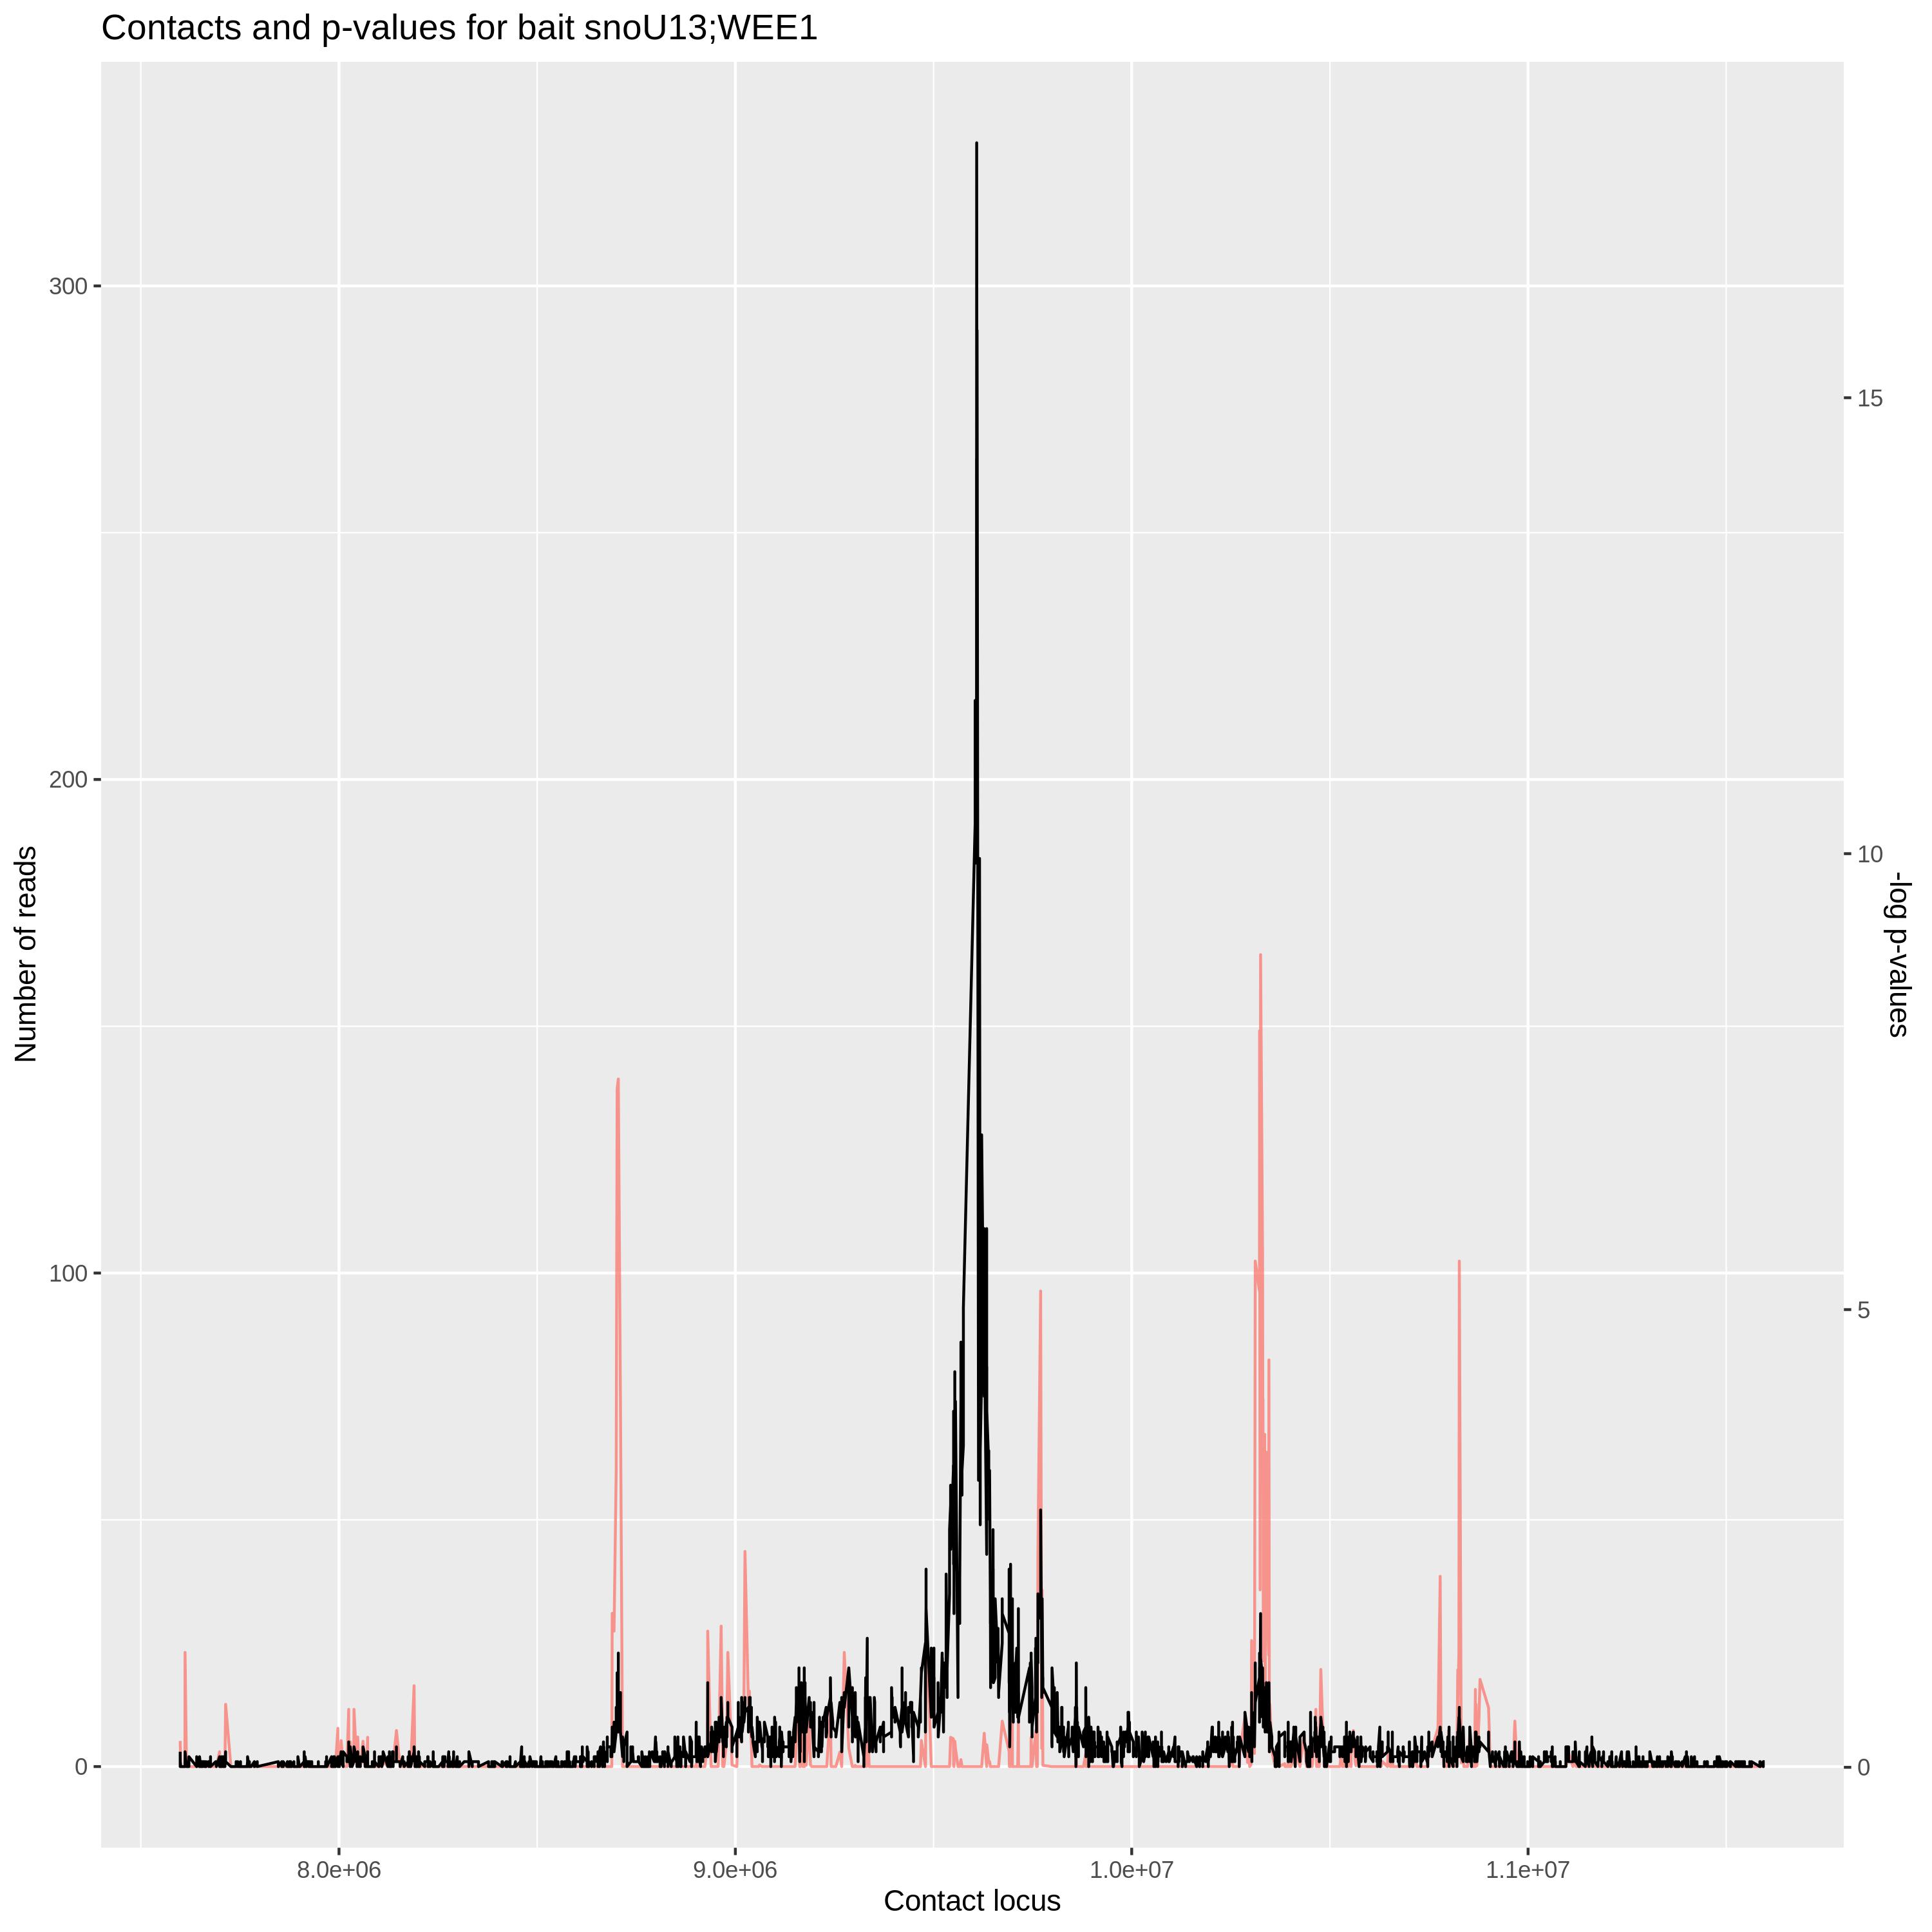 Contacts and p-values for bait snoU13;WEE1
300
200
100
0
Number of reads
15
10
5
0
-log p-values
8.0e+06
9.0e+06
1.0e+07
1.1e+07
Contact locus